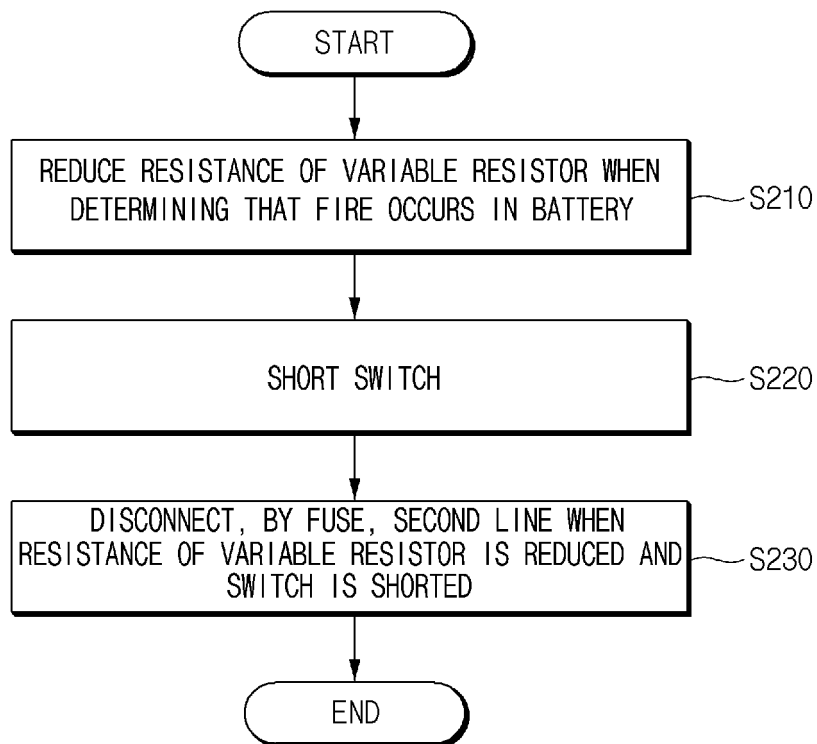 START
REDUCE RESISTANCE OF VARIABLE RESISTOR WHEN
DETERMINING THAT FIRE OCCURS IN BATTERY
S210
SHORT SWITCH
S220
DISCONNECT, BY FUSE, SECOND LINE WHEN
RESISTANCE OF VARIABLE RESISTOR IS REDUCED AND
SWITCH IS SHORTED
S230
END